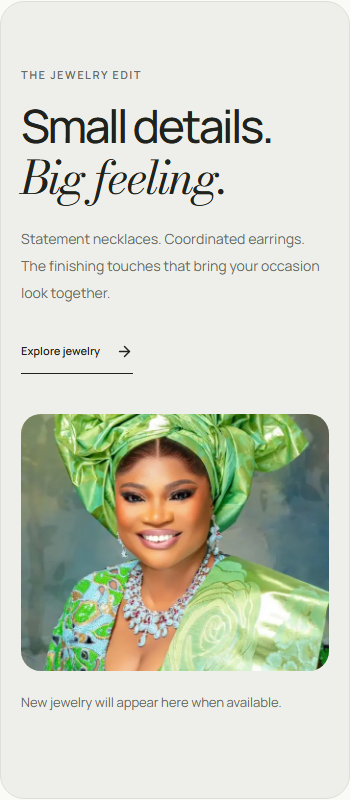 THE JEWELRY EDIT
Small details.
Big feeling.
Statement necklaces. Coordinated earrings.
The finishing touches that bring your occasion
look together.
Explore jewelry
New jewelry will appear here when available.